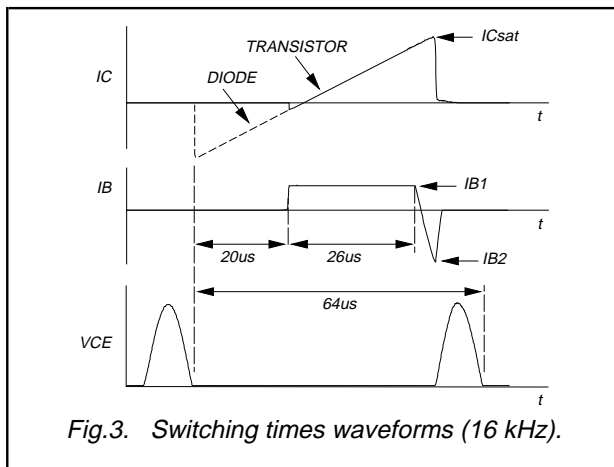 ICsat
TRANSISTOR
DIODE
IC
t
IB
IB1
t
20us
26us
IB2
64us
VCE
t
Fig.3. Switching times waveforms (16 kHz).